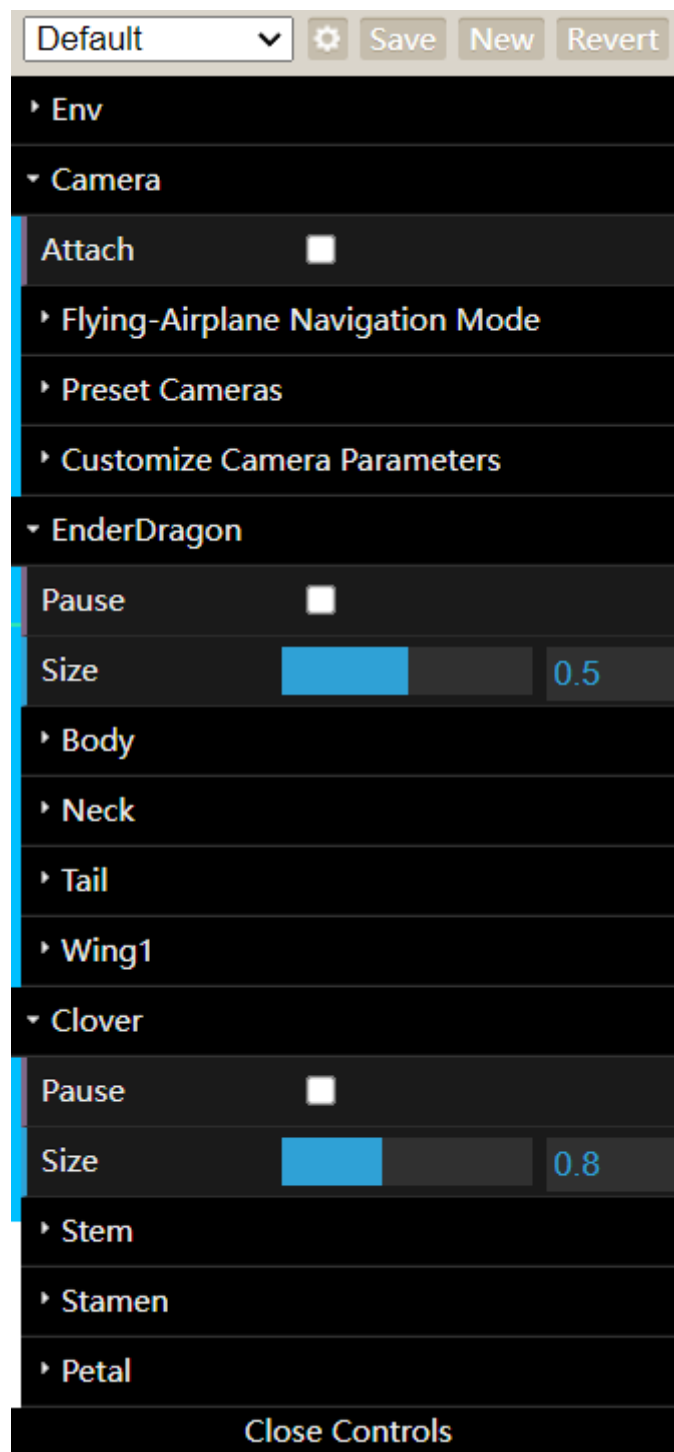 Default Save New Revert
Env
Camera
Attach
Flying-Airplane Navigation Mode
Preset Cameras
Customize Camera Parameters
EnderDragon
Pause
Size 0.5
Body
Neck
Tail
Wing1
Clover
Pause
Size 0.8
Stem
Stamen
Petal
Close Controls